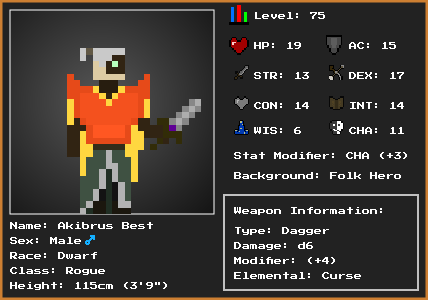 Level: 75
HP: 19 AC: 15
STR: 13 DEX: 17
CON: 14 INT: 14
WIS: 6 CHA: 11
Stat Modifier: CHA (+3)
Background: Folk Hero
Weapon Information:
Type: Dagger
Damage: d6
Modifier: (+4)
Elemental: Curse
Name: Akibrus Best
Sex: Male♂
Race: Dwarf
Class: Rogue
Height: 115cm (3'9")